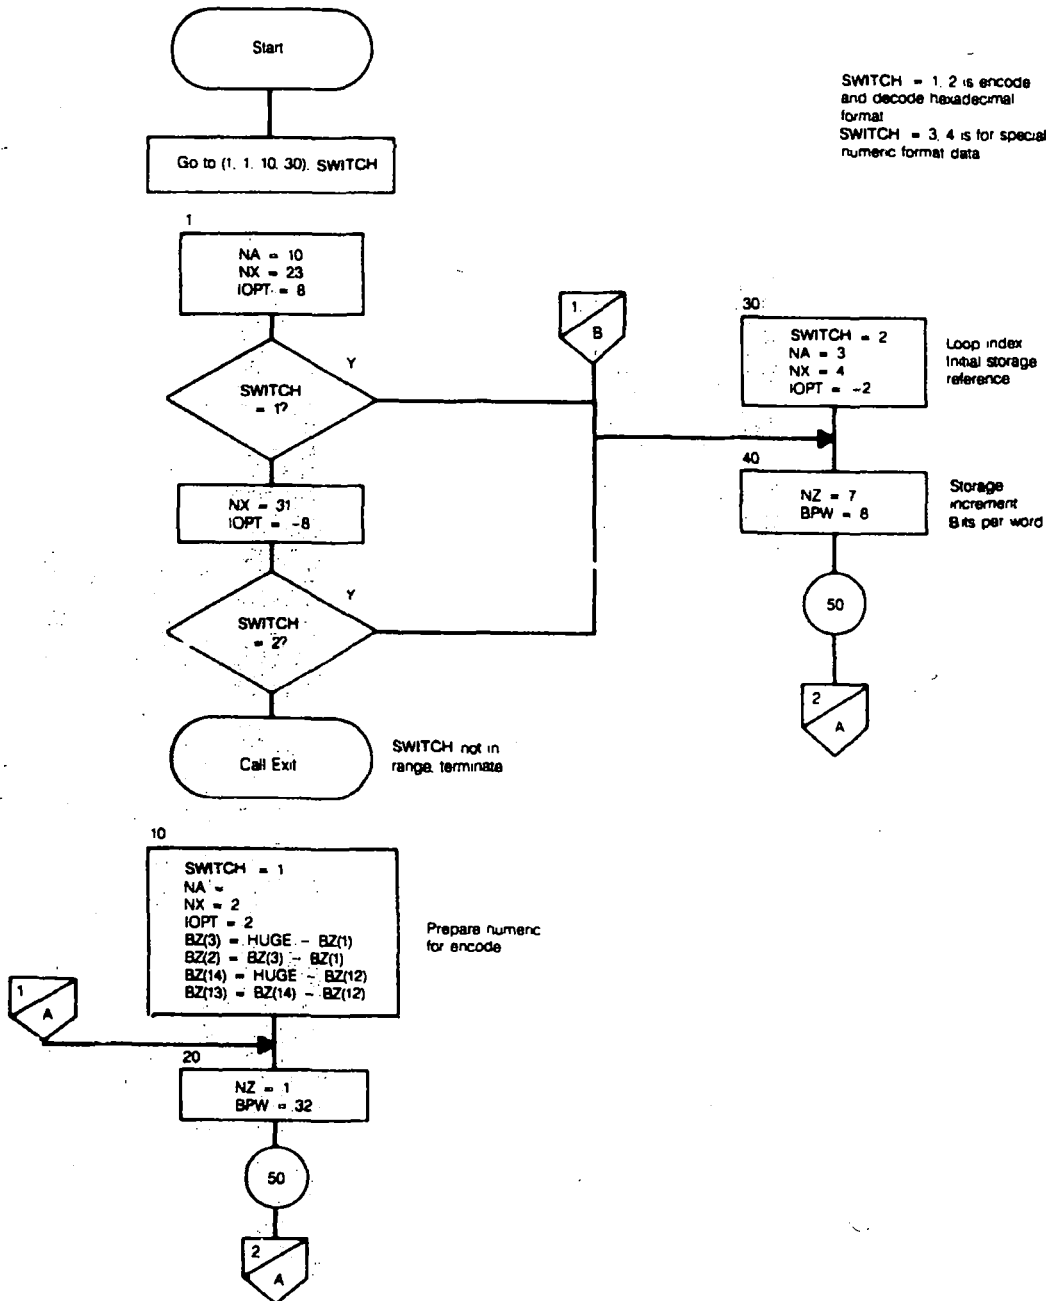 Start
SWITCH = 1, 2 is encode
and decode hexadecimal
format
SWITCH = 3, 4 is for special
numeric format data
Go to (1, 1, 10, 30), SWITCH
1
NA = 10
NX = 23
IOPT = 8
SWITCH
= 1?
Y
NX = 31
IOPT = -8
SWITCH
= 2?
Y
Call Exit
SWITCH not in
range, terminate
1
B
30
SWITCH = 2
NA = 3
NX = 4
IOPT = -2
Loop index
Initial storage
reference
40
NZ = 7
BPW = 8
Storage
increment
Bits per word
50
2
A
10
SWITCH = 1
NA =
NX = 2
IOPT = 2
BZ(3) = HUGE - BZ(1)
BZ(2) = BZ(3) - BZ(1)
BZ(14) = HUGE - BZ(12)
BZ(13) = BZ(14) - BZ(12)
Prepare numeric
for encode
1
A
20
NZ = 1
BPW = 32
50
2
A